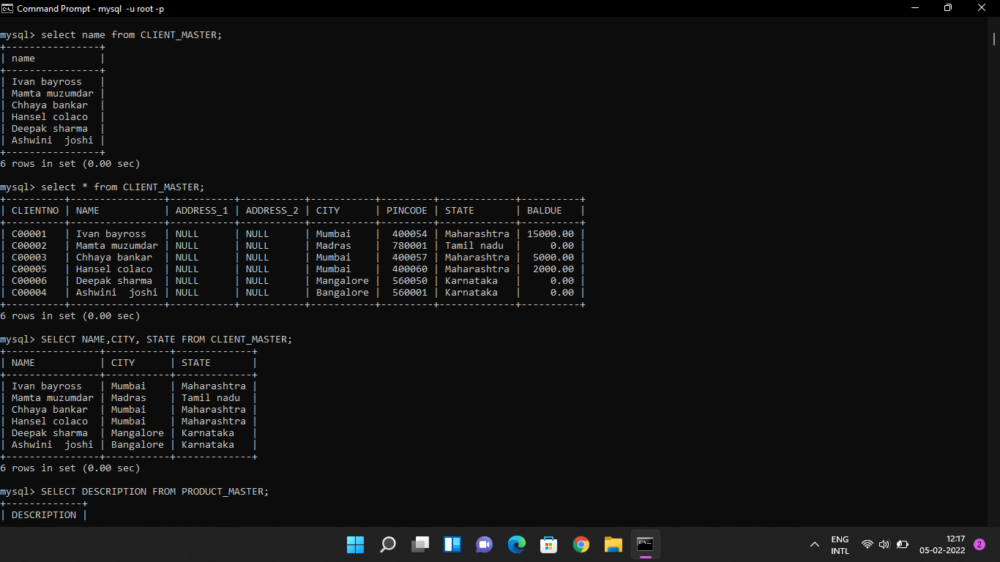 Command Prompt - mysql  -u root -p
mysql> select name from CLIENT_MASTER;
+----------------+
| name           |
+----------------+
| Ivan bayross   |
| Mamta muzumdar |
| Chhaya bankar  |
| Hansel colaco  |
| Deepak sharma  |
| Ashwini  joshi |
+----------------+
6 rows in set (0.00 sec)
mysql> select * from CLIENT_MASTER;
+----------+----------------+-----------+-----------+-----------+---------+-------------+----------+
| CLIENTNO | NAME           | ADDRESS_1 | ADDRESS_2 | CITY      | PINCODE | STATE       | BALDUE   |
+----------+----------------+-----------+-----------+-----------+---------+-------------+----------+
| C00001   | Ivan bayross   | NULL      | NULL      | Mumbai    |  400054 | Maharashtra | 15000.00 |
| C00002   | Mamta muzumdar | NULL      | NULL      | Madras    |  780001 | Tamil nadu  |     0.00 |
| C00003   | Chhaya bankar  | NULL      | NULL      | Mumbai    |  400057 | Maharashtra |  5000.00 |
| C00005   | Hansel colaco  | NULL      | NULL      | Mumbai    |  400060 | Maharashtra |  2000.00 |
| C00006   | Deepak sharma  | NULL      | NULL      | Mangalore |  560050 | Karnataka   |     0.00 |
| C00004   | Ashwini  joshi | NULL      | NULL      | Bangalore |  560001 | Karnataka   |     0.00 |
+----------+----------------+-----------+-----------+-----------+---------+-------------+----------+
6 rows in set (0.00 sec)
mysql> SELECT NAME,CITY, STATE FROM CLIENT_MASTER;
+----------------+-----------+-------------+
| NAME           | CITY      | STATE       |
+----------------+-----------+-------------+
| Ivan bayross   | Mumbai    | Maharashtra |
| Mamta muzumdar | Madras    | Tamil nadu  |
| Chhaya bankar  | Mumbai    | Maharashtra |
| Hansel colaco  | Mumbai    | Maharashtra |
| Deepak sharma  | Mangalore | Karnataka   |
| Ashwini  joshi | Bangalore | Karnataka   |
+----------------+-----------+-------------+
6 rows in set (0.00 sec)
mysql> SELECT DESCRIPTION FROM PRODUCT_MASTER;
+-------------+
| DESCRIPTION |
ENG
INTL
12:17
05-02-2022
2